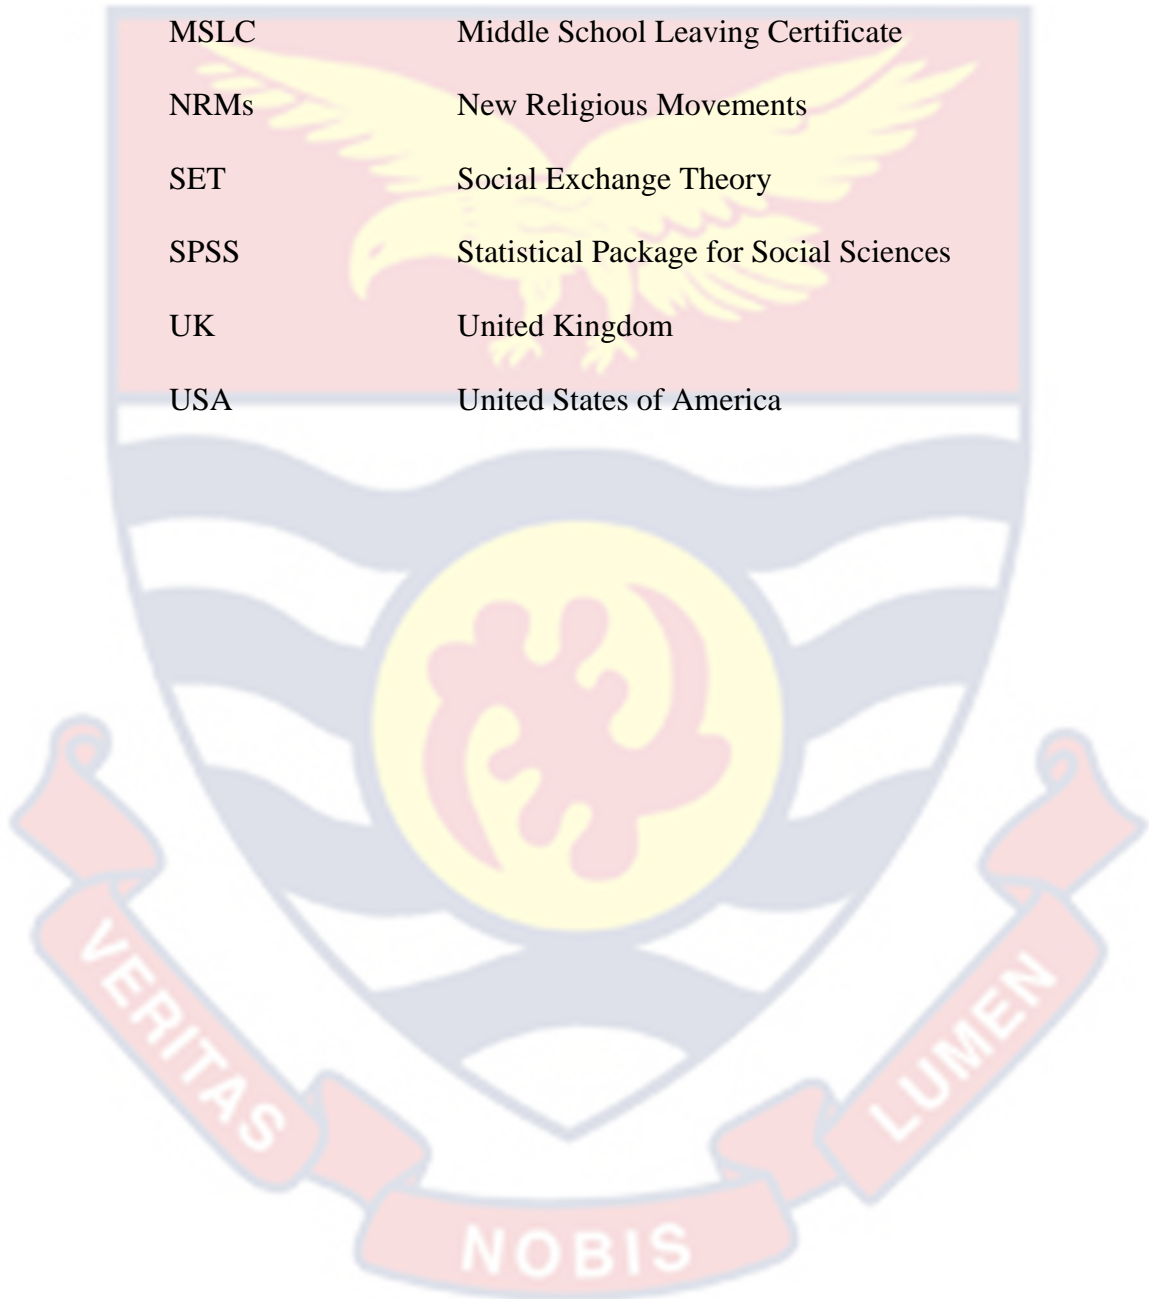 MSLC Middle School Leaving Certificate
NRMs New Religious Movements
SET Social Exchange Theory
SPSS Statistical Package for Social Sciences
UK United Kingdom
USA United States of America
VERITAS
NOBIS
LUMEN